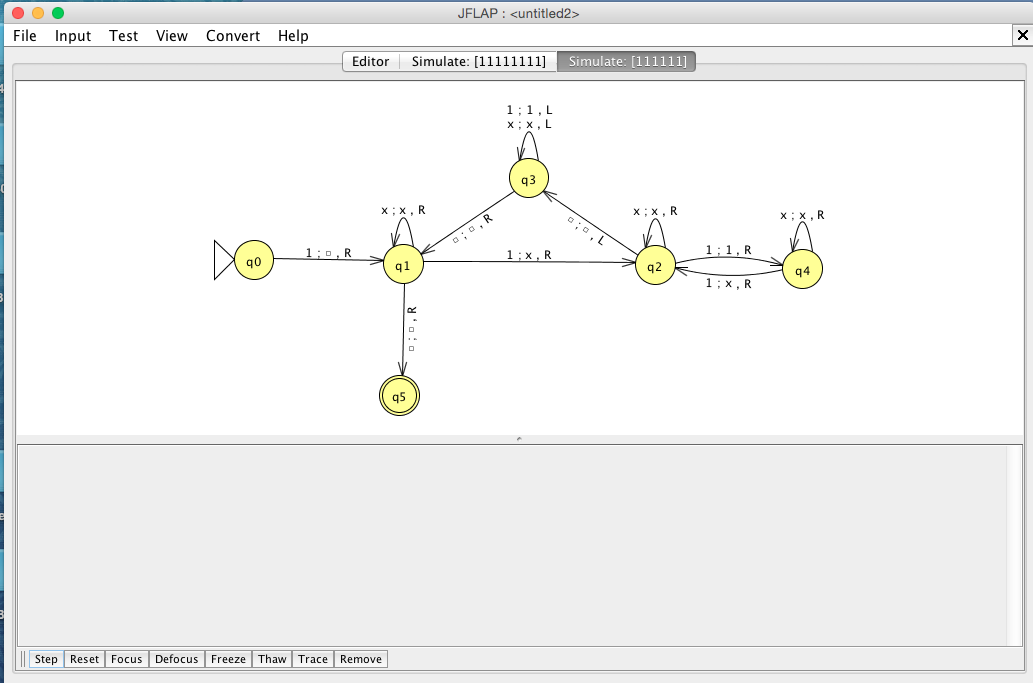 JFLAP : <untitled2>
File Input Test View Convert Help
Editor Simulate: [11111111] Simulate: [111111]
1 ; 1 , L
x ; x , L
q3
x ; x , R
□ ; □ , R
□ ; □ , L
x ; x , R
x ; x , R
q0
1 ; □ , R
q1
1 ; x , R
q2
1 ; 1 , R
1 ; x , R
q4
□ ; □ , R
q5
Step Reset Focus Defocus Freeze Thaw Trace Remove